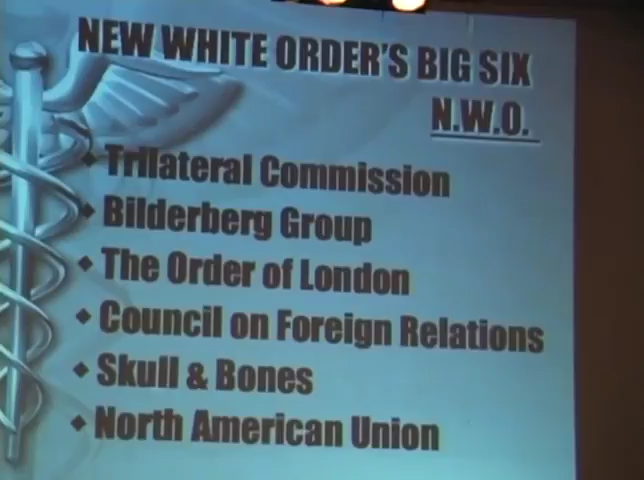 NEW WHITE ORDER'S BIG SIX
N.W.O.
Trilateral Commission
Bilderberg Group
The Order of London
Council on Foreign Relations
Skull & Bones
North American Union